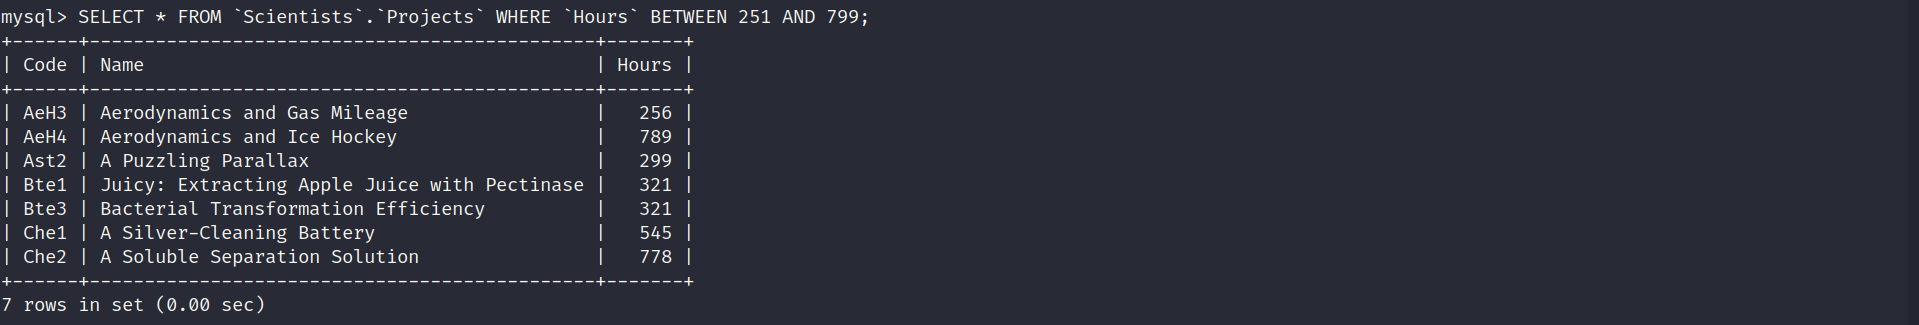 mysql> SELECT * FROM `Scientists`.`Projects` WHERE `Hours` BETWEEN 251 AND 799;
+------+----------------------------------------------+-------+
| Code | Name                                         | Hours |
+------+----------------------------------------------+-------+
| AeH3 | Aerodynamics and Gas Mileage                 |   256 |
| AeH4 | Aerodynamics and Ice Hockey                  |   789 |
| Ast2 | A Puzzling Parallax                          |   299 |
| Bte1 | Juicy: Extracting Apple Juice with Pectinase |   321 |
| Bte3 | Bacterial Transformation Efficiency          |   321 |
| Che1 | A Silver-Cleaning Battery                    |   545 |
| Che2 | A Soluble Separation Solution                |   778 |
+------+----------------------------------------------+-------+
7 rows in set (0.00 sec)